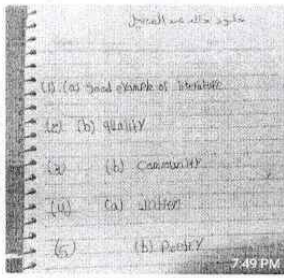 (1) (a) good example of literature
(2) (b) quality
(3) (b) Community
(4) (a) written
(5) (b) Poetry
7:49 PM